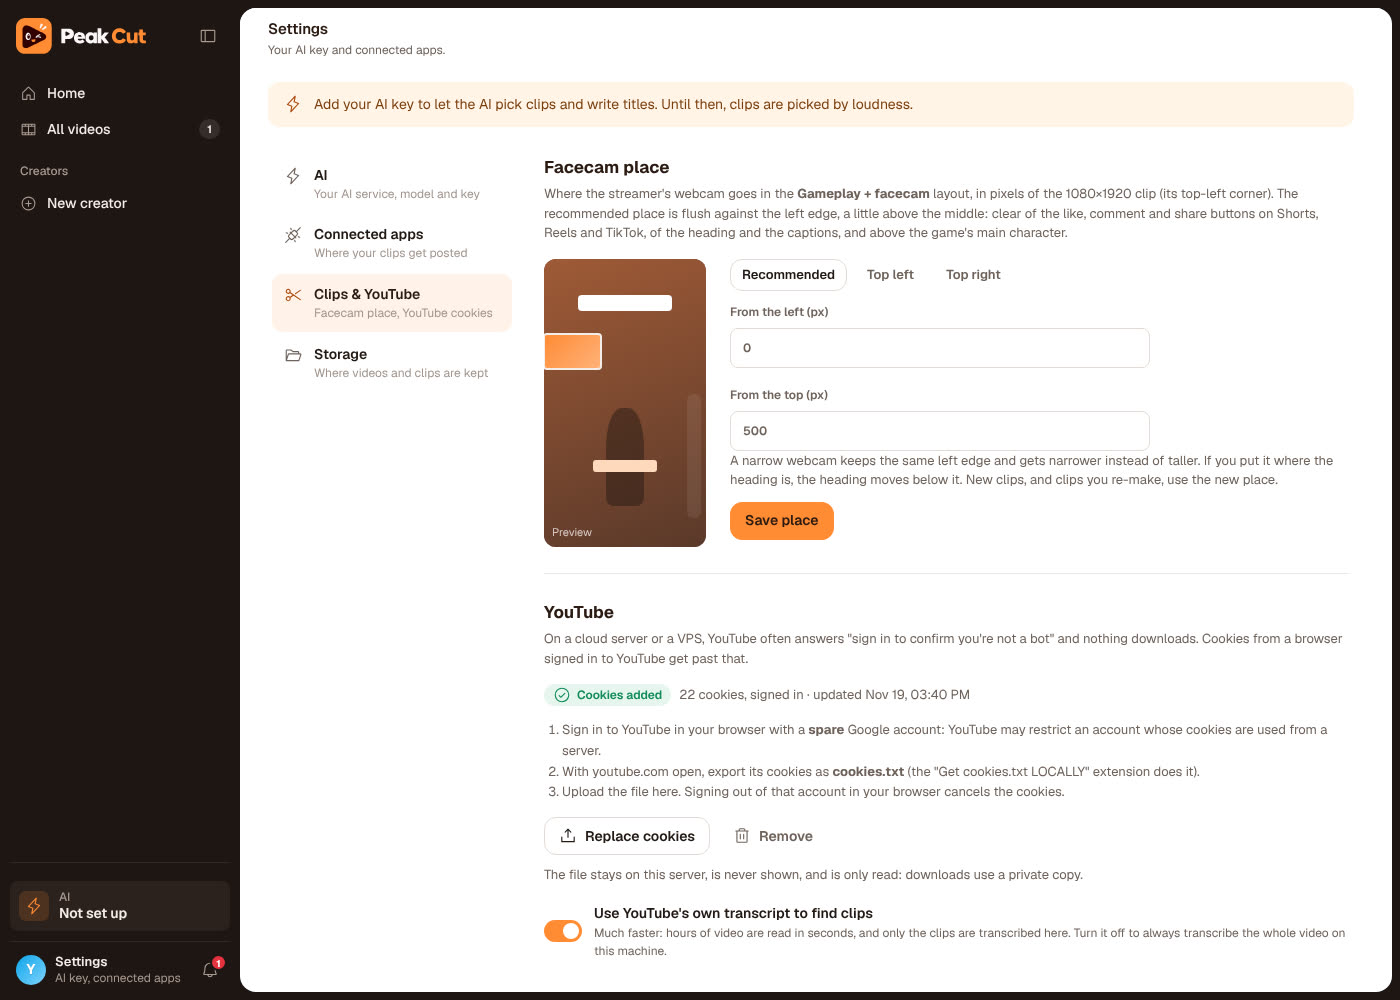 Peak Cut
Home
All videos
1
Creators
New creator
AI
Not set up
Y
Settings
AI key, connected apps
1
Settings
Your AI key and connected apps.
Add your AI key to let the AI pick clips and write titles. Until then, clips are picked by loudness.
AI
Your AI service, model and key
Connected apps
Where your clips get posted
Clips & YouTube
Facecam place, YouTube cookies
Storage
Where videos and clips are kept
Facecam place
Where the streamer's webcam goes in the Gameplay + facecam layout, in pixels of the 1080×1920 clip (its top-left corner). The
recommended place is flush against the left edge, a little above the middle: clear of the like, comment and share buttons on Shorts,
Reels and TikTok, of the heading and the captions, and above the game's main character.
Preview
Recommended
Top left
Top right
From the left (px)
0
From the top (px)
500
A narrow webcam keeps the same left edge and gets narrower instead of taller. If you put it where the
heading is, the heading moves below it. New clips, and clips you re-make, use the new place.
Save place
YouTube
On a cloud server or a VPS, YouTube often answers "sign in to confirm you're not a bot" and nothing downloads. Cookies from a browser
signed in to YouTube get past that.
Cookies added
22 cookies, signed in · updated Nov 19, 03:40 PM
1. Sign in to YouTube in your browser with a spare Google account: YouTube may restrict an account whose cookies are used from a
server.
2. With youtube.com open, export its cookies as cookies.txt (the "Get cookies.txt LOCALLY" extension does it).
3. Upload the file here. Signing out of that account in your browser cancels the cookies.
Replace cookies
Remove
The file stays on this server, is never shown, and is only read: downloads use a private copy.
Use YouTube's own transcript to find clips
Much faster: hours of video are read in seconds, and only the clips are transcribed here. Turn it off to always transcribe the whole video on
this machine.